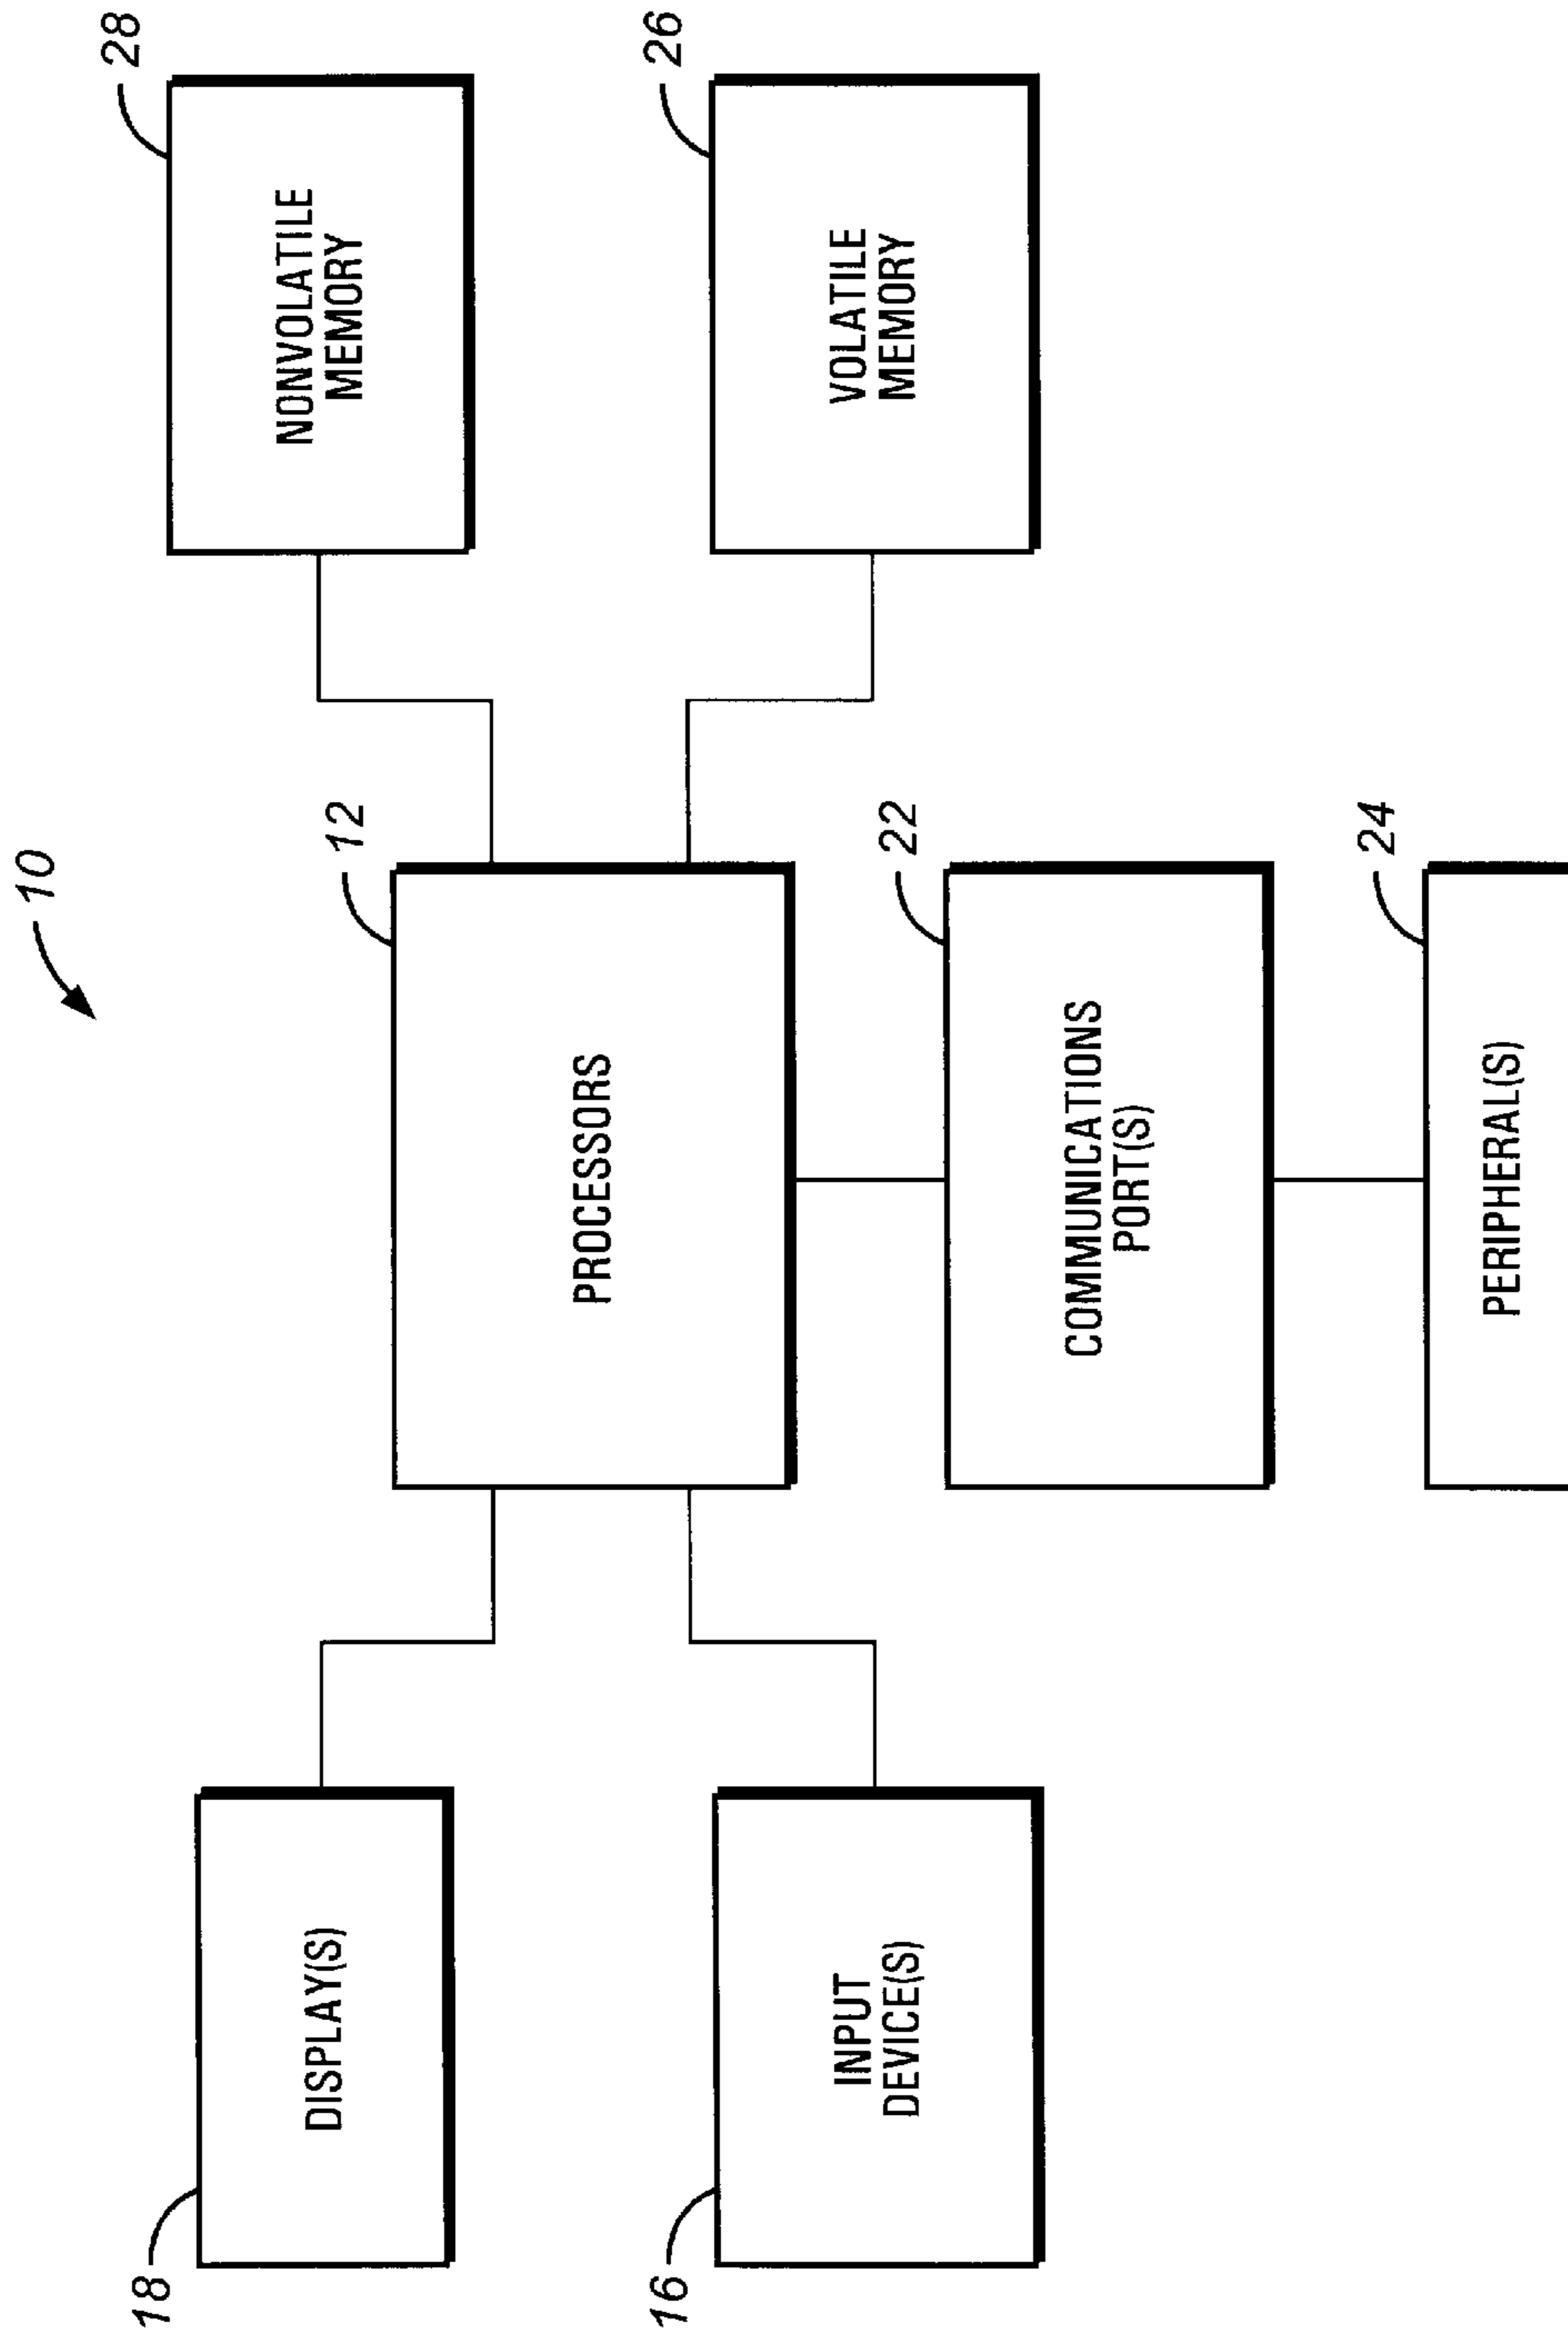 10
18
DISPLAY(S)
12
PROCESSORS
28
NONVOLATILE
MEMORY
16
INPUT
DEVICE(S)
22
COMMUNICATIONS
PORT(S)
26
VOLATILE
MEMORY
24
PERIPHERAL(S)